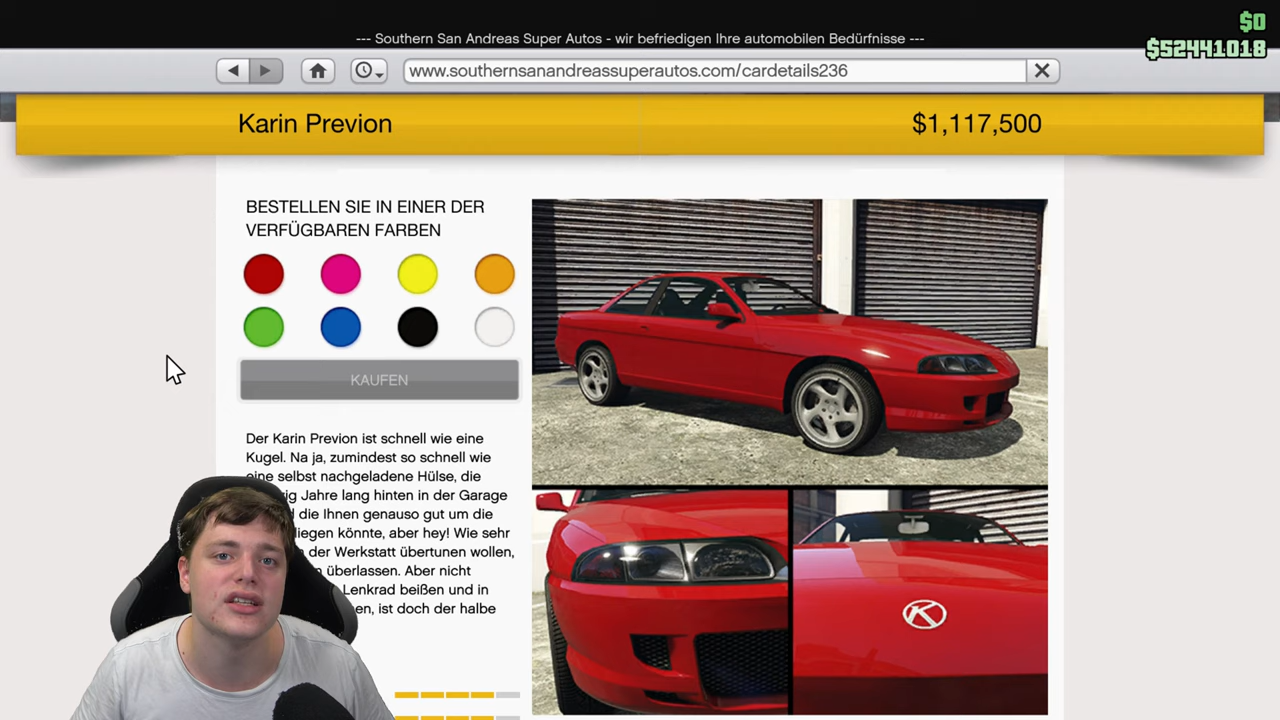 $0
$52441018
--- Southern San Andreas Super Autos - wir befriedigen Ihre automobilen Bedürfnisse ---
www.southernsanandreassuperautos.com/cardetails236
Karin Previon
$1,117,500
BESTELLEN SIE IN EINER DER
VERFÜGBAREN FARBEN
KAUFEN
Der Karin Previon ist schnell wie eine
Kugel. Na ja, zumindest so schnell wie
eine selbst nachgeladene Hülse, die
Jahre lang hinten in der Garage
die Ihnen genauso gut um die
fliegen könnte, aber hey! Wie sehr
der Werkstatt übertunen wollen,
überlassen. Aber nicht
Lenkrad beißen und in
ist doch der halbe
K